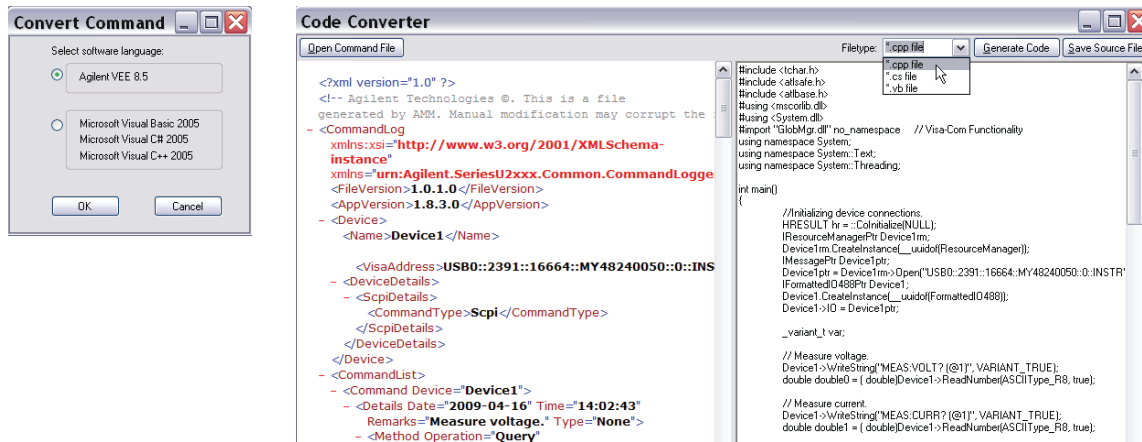 Convert Command
Select software language:
Agilent VEE 8.5
Microsoft Visual Basic 2005
Microsoft Visual C# 2005
Microsoft Visual C++ 2005
OK Cancel
Code Converter
Open Command File
Filetype: *.cpp file Generate Code Save Source File
*.cpp file
*.cs file
*.vb file
<?xml version="1.0" ?>
<!-- Agilent Technologies ©. This is a file
generated by AMM. Manual modification may corrupt the
- <CommandLog
xmlns:xsi="http://www.w3.org/2001/XMLSchema-
instance"
xmlns="urn:Agilent.SeriesU2xxx.Common.CommandLogge
<FileVersion>1.0.1.0</FileVersion>
<AppVersion>1.8.3.0</AppVersion>
- <Device>
<Name>Device1</Name>
<VisaAddress>USB0::2391::16664::MY48240050::0::INS
- <DeviceDetails>
- <ScpiDetails>
<CommandType>Scpi</CommandType>
</ScpiDetails>
</DeviceDetails>
</Device>
- <CommandList>
- <Command Device="Device1">
- <Details Date="2009-04-16" Time="14:02:43"
Remarks="Measure voltage." Type="None">
- <Method Operation="Query"
#include <tchar.h>
#include <atlsafe.h>
#include <atlbase.h>
#using <mscorlib.dll>
#using <System.dll>
#import "GlobMgr.dll" no_namespace // Visa-Com Functionality
using namespace System;
using namespace System::Text;
using namespace System::Threading;
int main()
{
//Initializing device connections.
HRESULT hr = ::CoInitialize(NULL);
IResourceManagerPtr Device1rm;
Device1rm.CreateInstance(__uuidof(ResourceManager));
IMessagePtr Device1ptr;
Device1ptr = Device1rm->Open("USB0::2391::16664::MY48240050::0::INSTR"
IFormattedIO488Ptr Device1;
Device1.CreateInstance(__uuidof(FormattedIO488));
Device1->IO = Device1ptr;
_variant_t var;
// Measure voltage.
Device1->WriteString("MEAS:VOLT? (@1)", VARIANT_TRUE);
double double0 = ( double)Device1->ReadNumber(ASCIIType_R8, true);
// Measure current.
Device1->WriteString("MEAS:CURR? (@1)", VARIANT_TRUE);
double double1 = ( double)Device1->ReadNumber(ASCIIType_R8, true);